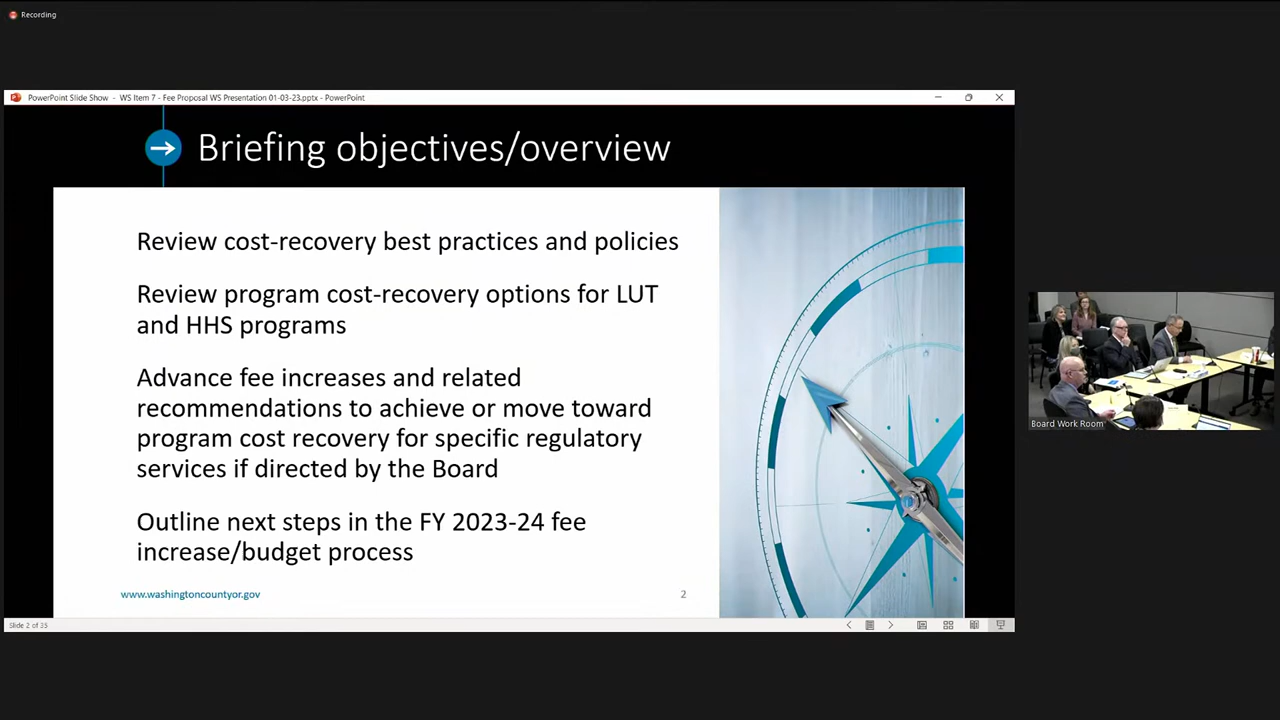 Recording
PowerPoint Slide Show - WS Item 7 - Fee Proposal WS Presentation 01-03-23.pptx - PowerPoint
Briefing objectives/overview
Review cost-recovery best practices and policies
Review program cost-recovery options for LUT
and HHS programs
Advance fee increases and related
recommendations to achieve or move toward
program cost recovery for specific regulatory
services if directed by the Board
Outline next steps in the FY 2023-24 fee
increase/budget process
www.washingtoncountyor.gov
2
Slide 2 of 35
Board Work Room